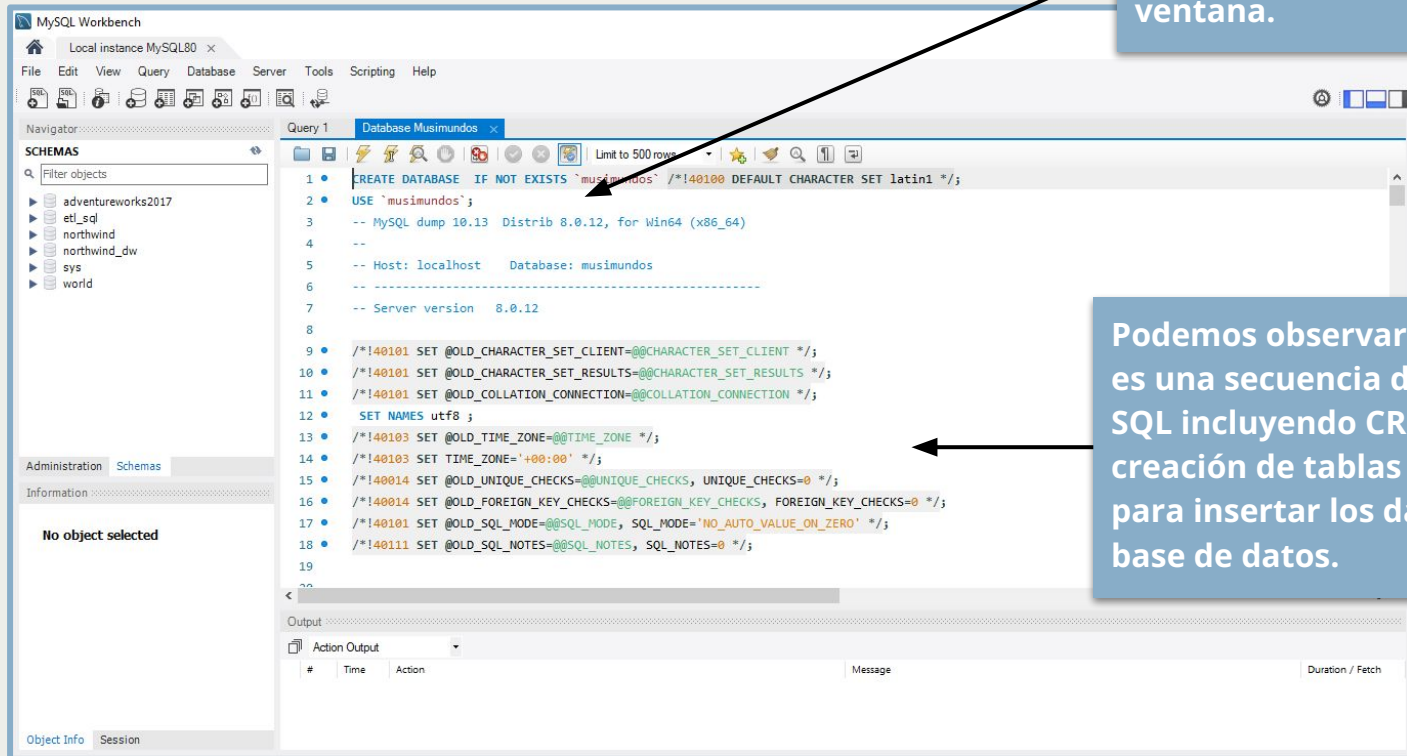 ventana.
MySQL Workbench
Local instance MySQL80 ×
File Edit View Query Database Server Tools Scripting Help
Navigator
SCHEMAS
Filter objects
adventureworks2017
etl_sql
northwind
northwind_dw
sys
world
Administration Schemas
Information
No object selected
Object Info Session
Query 1 Database Musimundos ×
Limit to 500 rows
1 CREATE DATABASE IF NOT EXISTS `musimundos` /*!40100 DEFAULT CHARACTER SET latin1 */;
2 USE `musimundos`;
3 -- MySQL dump 10.13 Distrib 8.0.12, for Win64 (x86_64)
4 --
5 -- Host: localhost Database: musimundos
6 -- ------------------------------------------------------
7 -- Server version 8.0.12
8
9 /*!40101 SET @OLD_CHARACTER_SET_CLIENT=@@CHARACTER_SET_CLIENT */;
10 /*!40101 SET @OLD_CHARACTER_SET_RESULTS=@@CHARACTER_SET_RESULTS */;
11 /*!40101 SET @OLD_COLLATION_CONNECTION=@@COLLATION_CONNECTION */;
12 SET NAMES utf8 ;
13 /*!40103 SET @OLD_TIME_ZONE=@@TIME_ZONE */;
14 /*!40103 SET TIME_ZONE='+00:00' */;
15 /*!40014 SET @OLD_UNIQUE_CHECKS=@@UNIQUE_CHECKS, UNIQUE_CHECKS=0 */;
16 /*!40014 SET @OLD_FOREIGN_KEY_CHECKS=@@FOREIGN_KEY_CHECKS, FOREIGN_KEY_CHECKS=0 */;
17 /*!40101 SET @OLD_SQL_MODE=@@SQL_MODE, SQL_MODE='NO_AUTO_VALUE_ON_ZERO' */;
18 /*!40111 SET @OLD_SQL_NOTES=@@SQL_NOTES, SQL_NOTES=0 */;
19
Podemos observar
es una secuencia d
SQL incluyendo CR
creación de tablas
para insertar los da
base de datos.
Output
Action Output
# Time Action Message Duration / Fetch